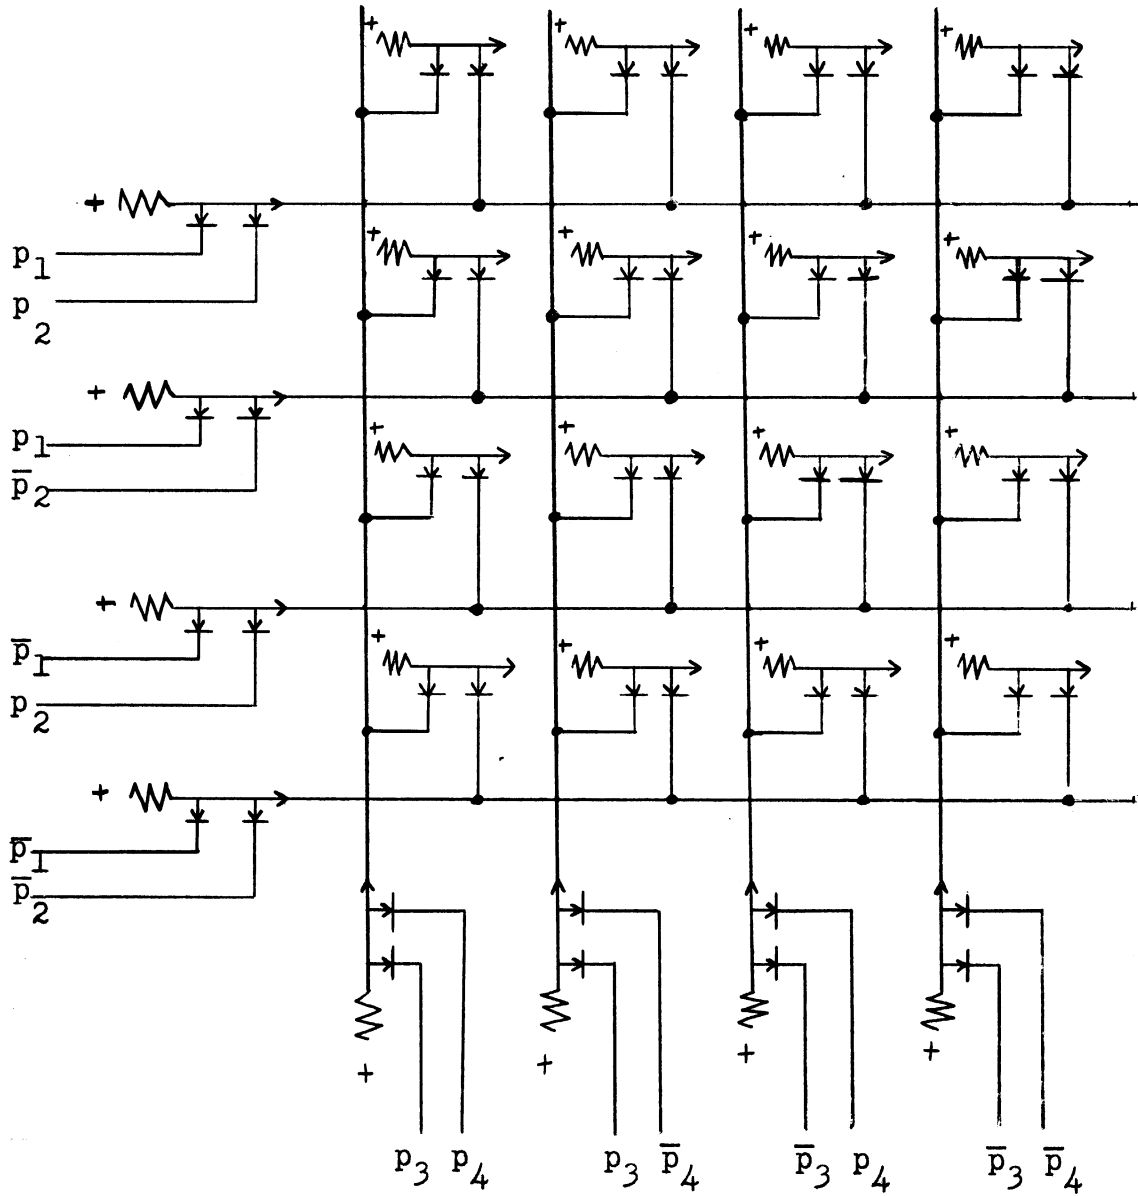 + + + +
+
p1
p2
+ + + +
+
p1
p̅2
+ + + +
+
p̅1
p2
+ + + +
+
p̅1
p̅2
+ + + +
p3 p4 p3 p̅4 p̅3 p4 p̅3 p̅4